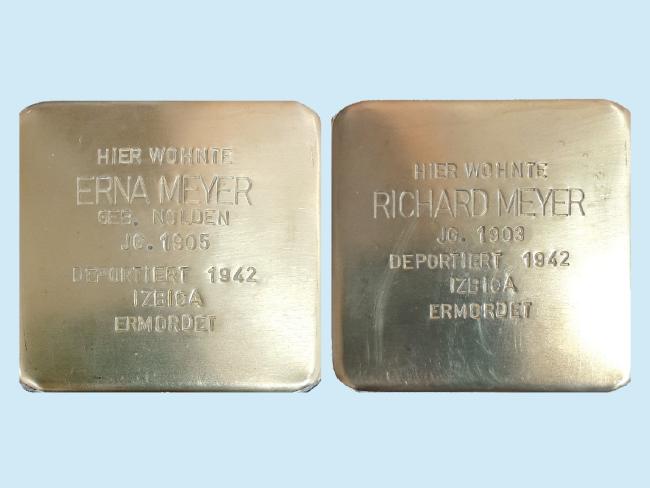 HIER WOHNTE
ERNA MEYER
GEB. NOLDEN
JG. 1905
DEPORTIERT 1942
IZBICA
ERMORDET
HIER WOHNTE
RICHARD MEYER
JG. 1903
DEPORTIERT 1942
IZBICA
ERMORDET